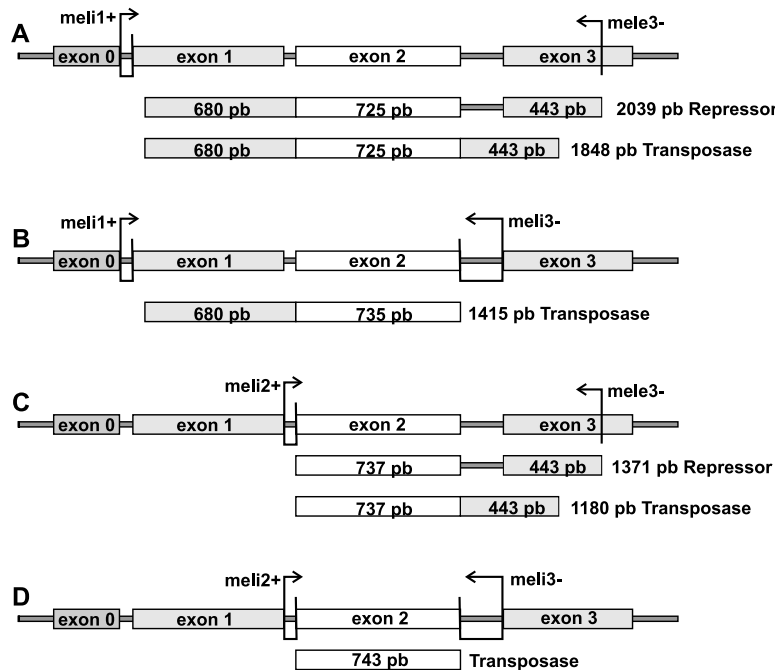 A meli1+ mele3-
exon 0 exon 1 exon 2 exon 3
680 pb 725 pb 443 pb 2039 pb Repressor
680 pb 725 pb 443 pb 1848 pb Transposase
B meli1+ meli3-
exon 0 exon 1 exon 2 exon 3
680 pb 735 pb 1415 pb Transposase
C meli2+ mele3-
exon 0 exon 1 exon 2 exon 3
737 pb 443 pb 1371 pb Repressor
737 pb 443 pb 1180 pb Transposase
D meli2+ meli3-
exon 0 exon 1 exon 2 exon 3
743 pb Transposase